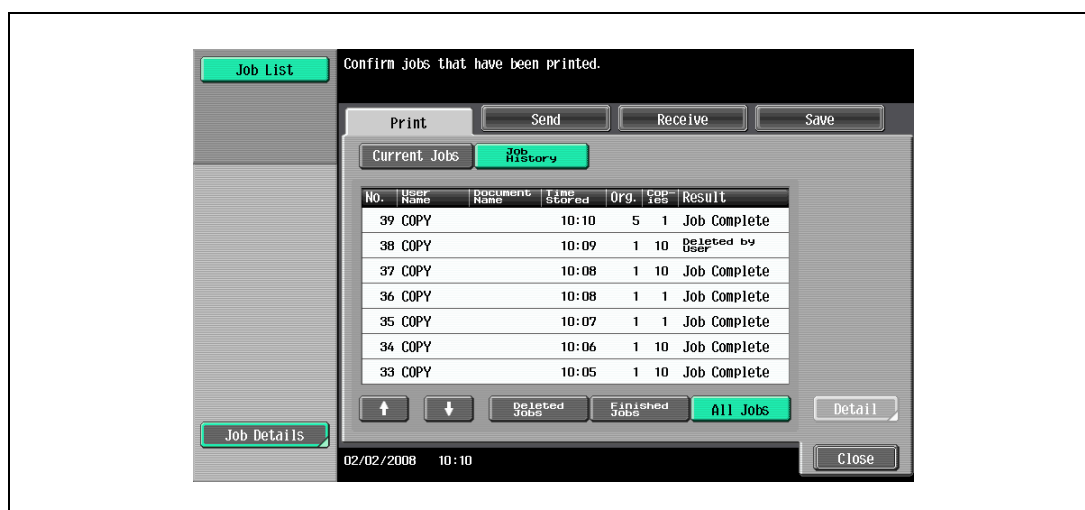 Job List
Confirm jobs that have been printed.
Print Send Receive Save
Current Jobs Job History
No. User Name Document Name Time Stored Org. Cop-ies Result
39 COPY 10:10 5 1 Job Complete
38 COPY 10:09 1 10 Deleted by User
37 COPY 10:08 1 10 Job Complete
36 COPY 10:08 1 1 Job Complete
35 COPY 10:07 1 1 Job Complete
34 COPY 10:06 1 10 Job Complete
33 COPY 10:05 1 10 Job Complete
Deleted Jobs Finished Jobs All Jobs Detail
Job Details
02/02/2008 10:10 Close